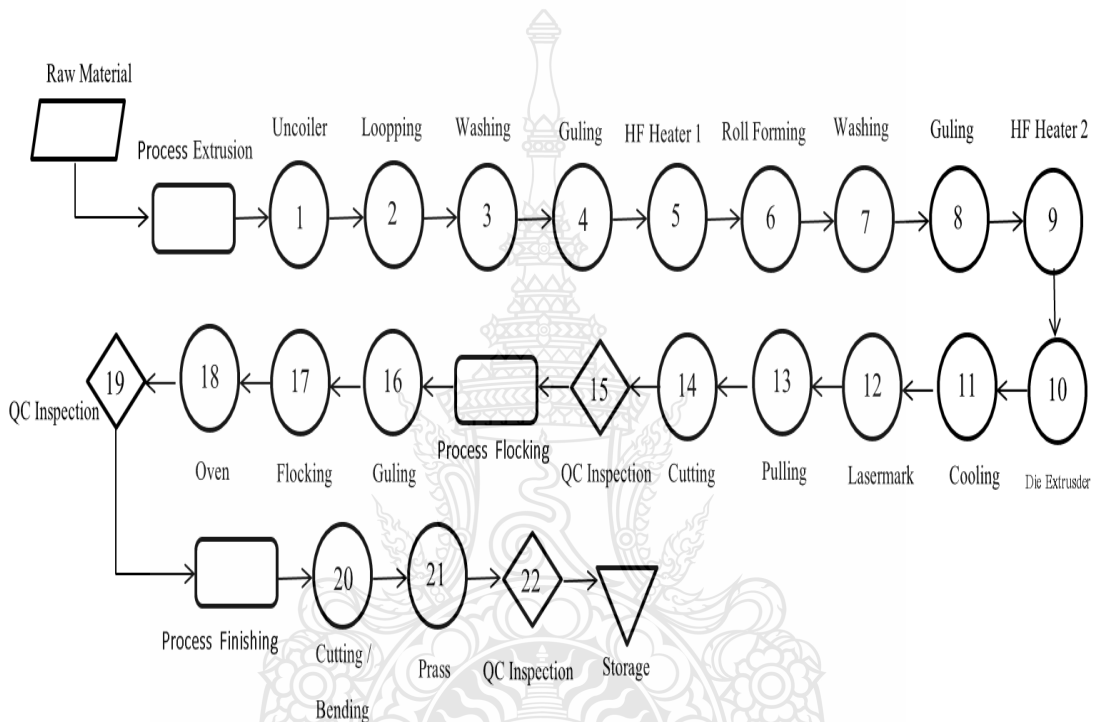 Raw Material
Process Extrusion
Uncoiler
Loopping
Washing
Guling
HF Heater 1
Roll Forming
Washing
Guling
HF Heater 2
1
2
3
4
5
6
7
8
9
19
18
17
16
15
14
13
12
11
10
QC Inspection
Oven
Flocking
Guling
Process Flocking
QC Inspection
Cutting
Pulling
Lasermark
Cooling
Die Extrusder
20
21
22
Process Finishing
Cutting /
Bending
Prass
QC Inspection
Storage